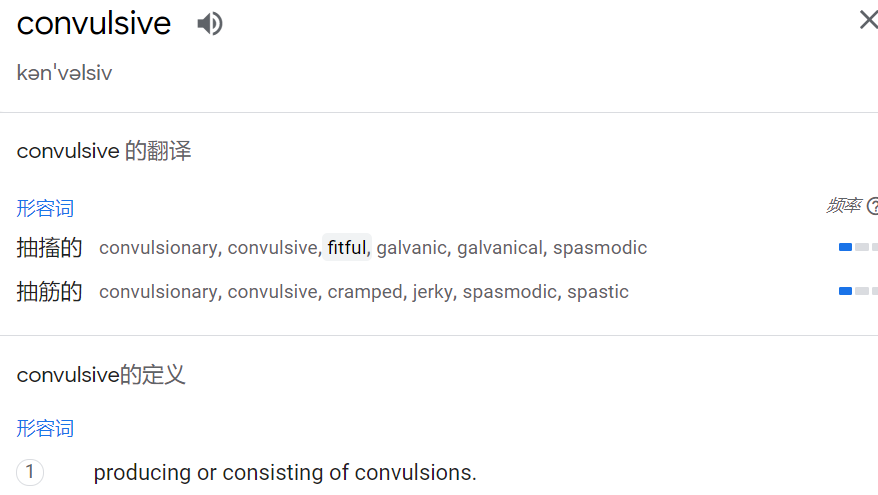 convulsive
kən'vəlsiv
convulsive 的翻译
形容词 频率
抽搐的 convulsionary, convulsive, fitful, galvanic, galvanical, spasmodic
抽筋的 convulsionary, convulsive, cramped, jerky, spasmodic, spastic
convulsive的定义
形容词
1 producing or consisting of convulsions.